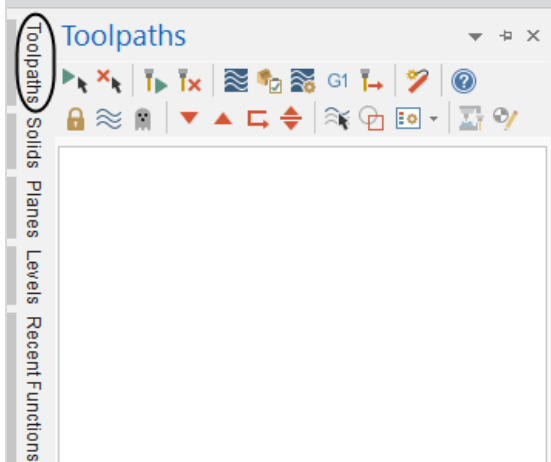 Toolpaths
Toolpaths
G1
Solids
Planes
Levels
Recent Functions